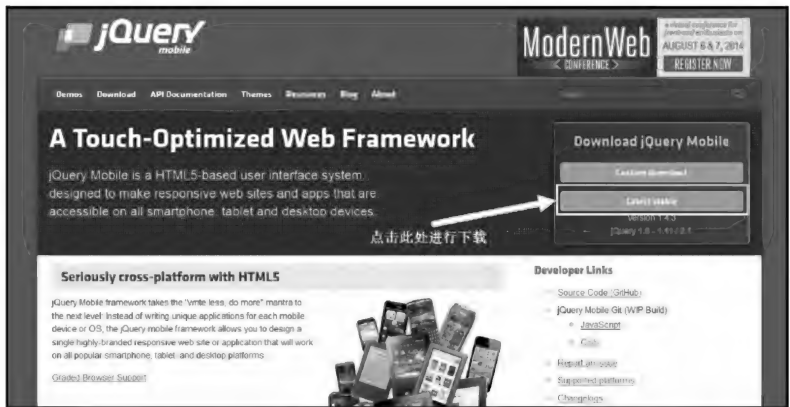 jQuery
mobile
ModernWeb
< CONFERENCE >
a virtual conference for
AUGUST 6 & 7, 2014
REGISTER NOW
Demos Download API Documentation Themes Resources Blog About
A Touch-Optimized Web Framework
jQuery Mobile is a HTML5-based user interface system
designed to make responsive web sites and apps that are
accessible on all smartphone, tablet and desktop devices.
Download jQuery Mobile
Custom download
Latest stable
点击此处进行下载
Seriously cross-platform with HTML5
jQuery Mobile framework takes the "write less, do more" mantra to
the next level: Instead of writing unique applications for each mobile
device or OS, the jQuery mobile framework allows you to design a
single highly-branded responsive web site or application that will work
on all popular smartphone, tablet, and desktop platforms.
Graded Browser Support
Developer Links
Source Code (GitHub)
jQuery Mobile Git (WIP Build)
JavaScript
Report an issue
Supported platforms
Changelogs